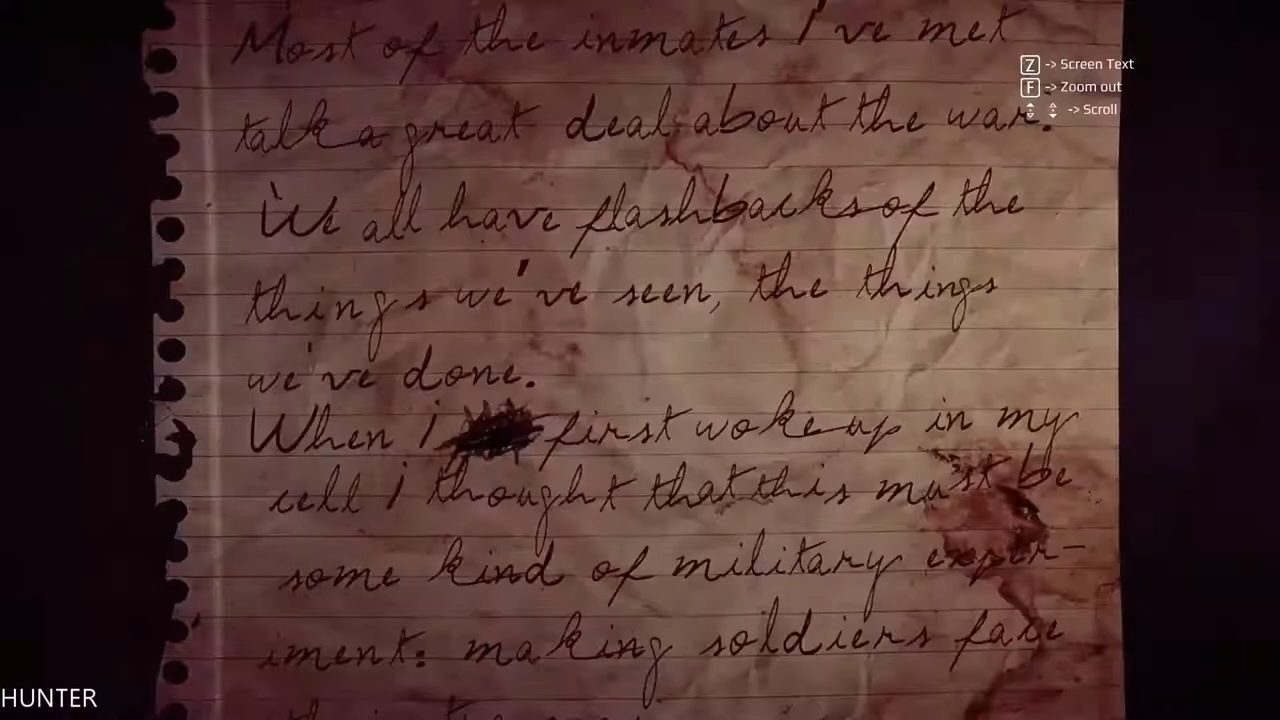 Most of the inmates I've met
talk a great deal about the war.
We all have flashbacks of the
things we've seen, the things
we've done.
When i first woke up in my
cell i thought that this must be
some kind of military exper-
iment: making soldiers face
Z -> Screen Text
F -> Zoom out
-> Scroll
HUNTER